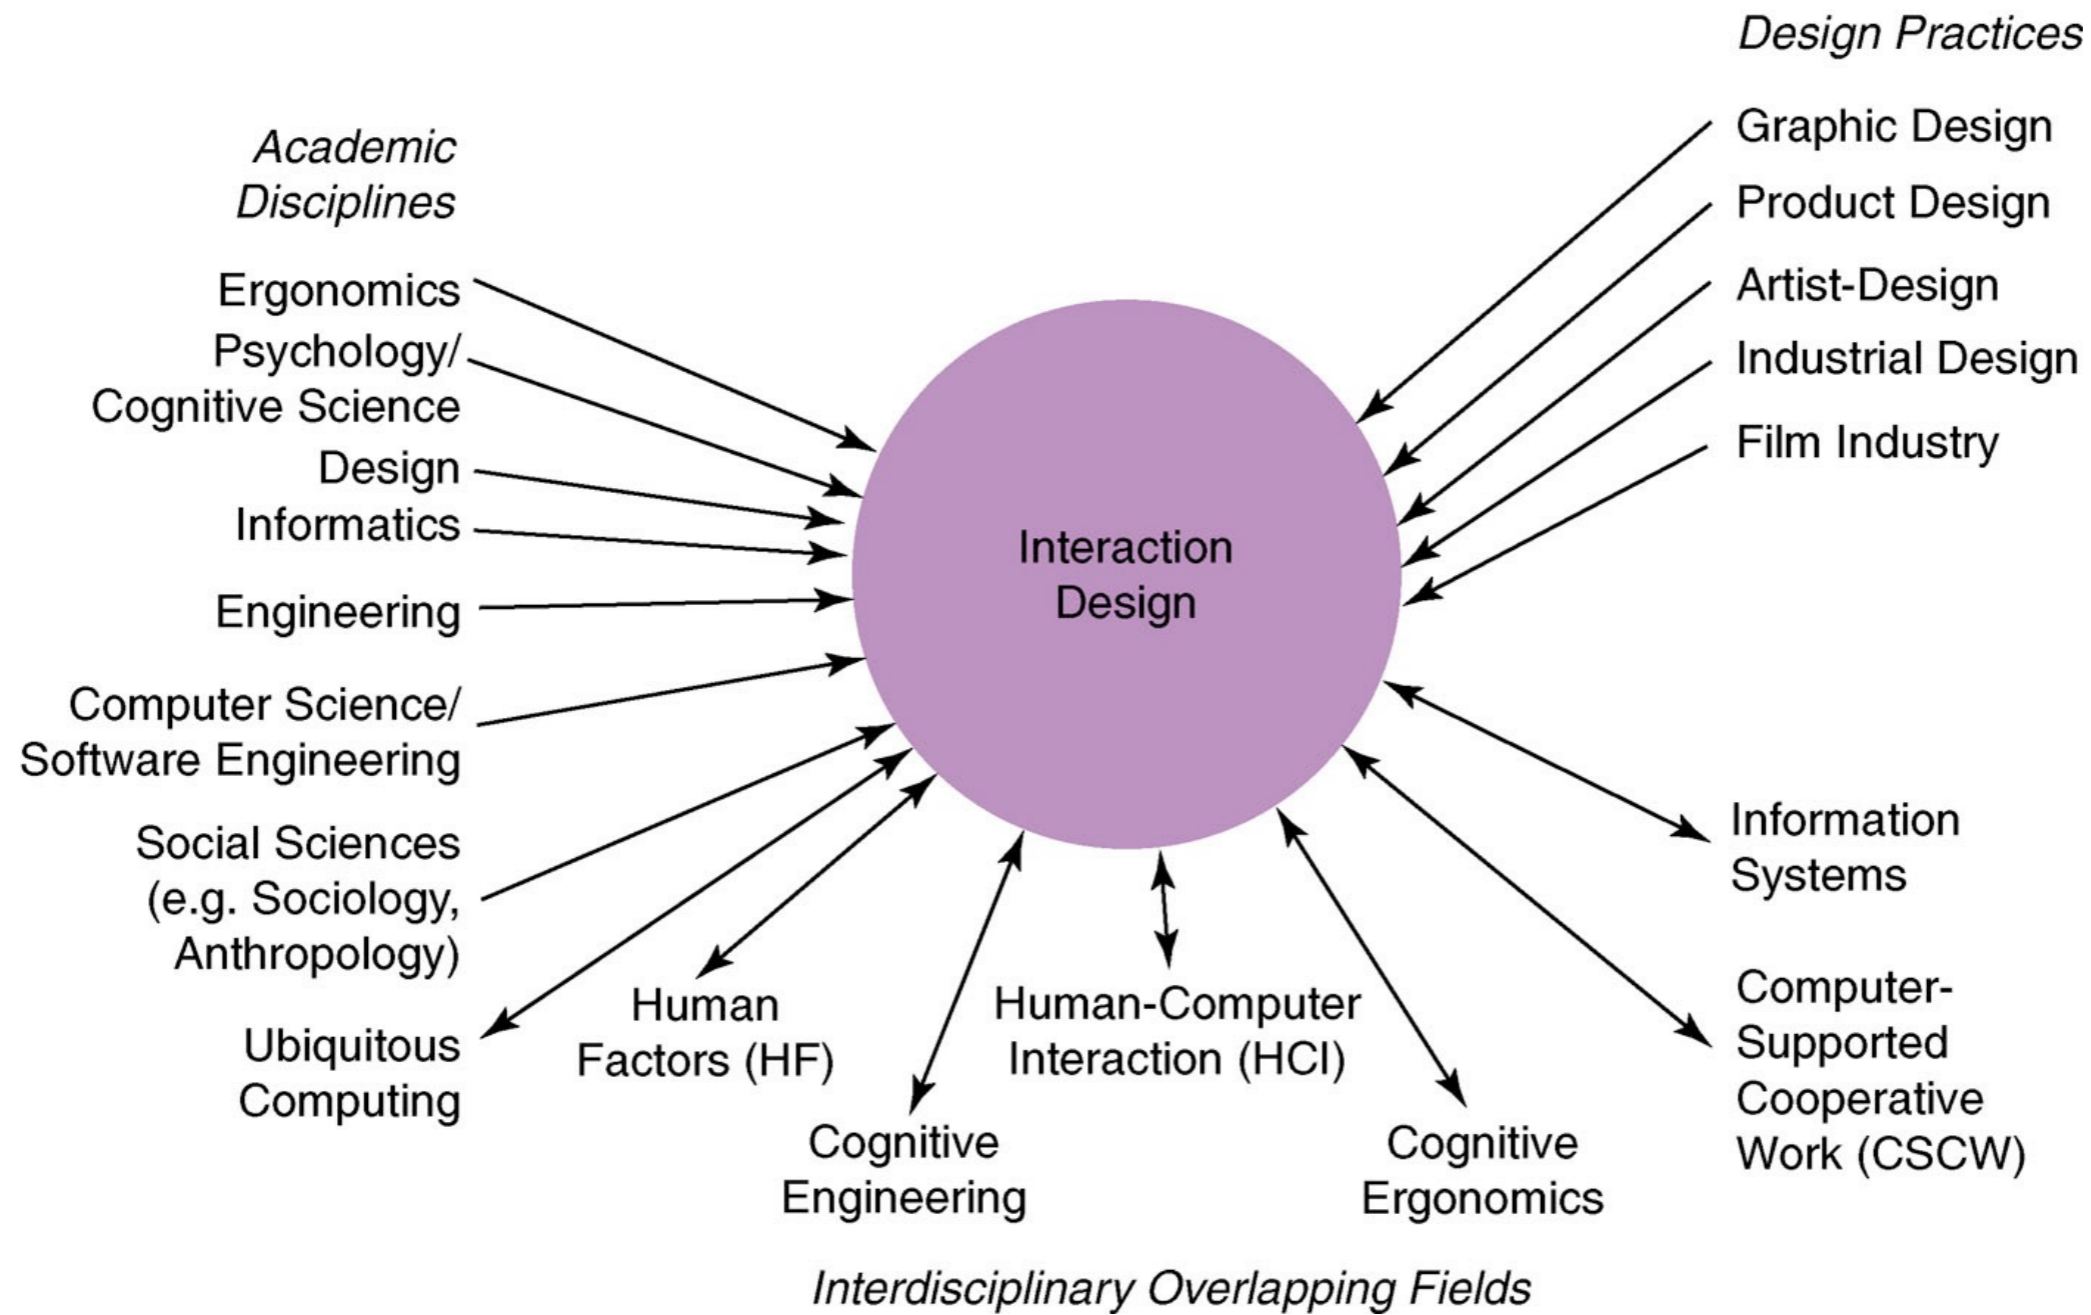 Academic
Disciplines
Ergonomics
Psychology/
Cognitive Science
Design
Informatics
Engineering
Computer Science/
Software Engineering
Social Sciences
(e.g. Sociology,
Anthropology)
Ubiquitous
Computing
Human
Factors (HF)
Cognitive
Engineering
Human-Computer
Interaction (HCI)
Cognitive
Ergonomics
Interaction
Design
Design Practices
Graphic Design
Product Design
Artist-Design
Industrial Design
Film Industry
Information
Systems
Computer-
Supported
Cooperative
Work (CSCW)
Interdisciplinary Overlapping Fields